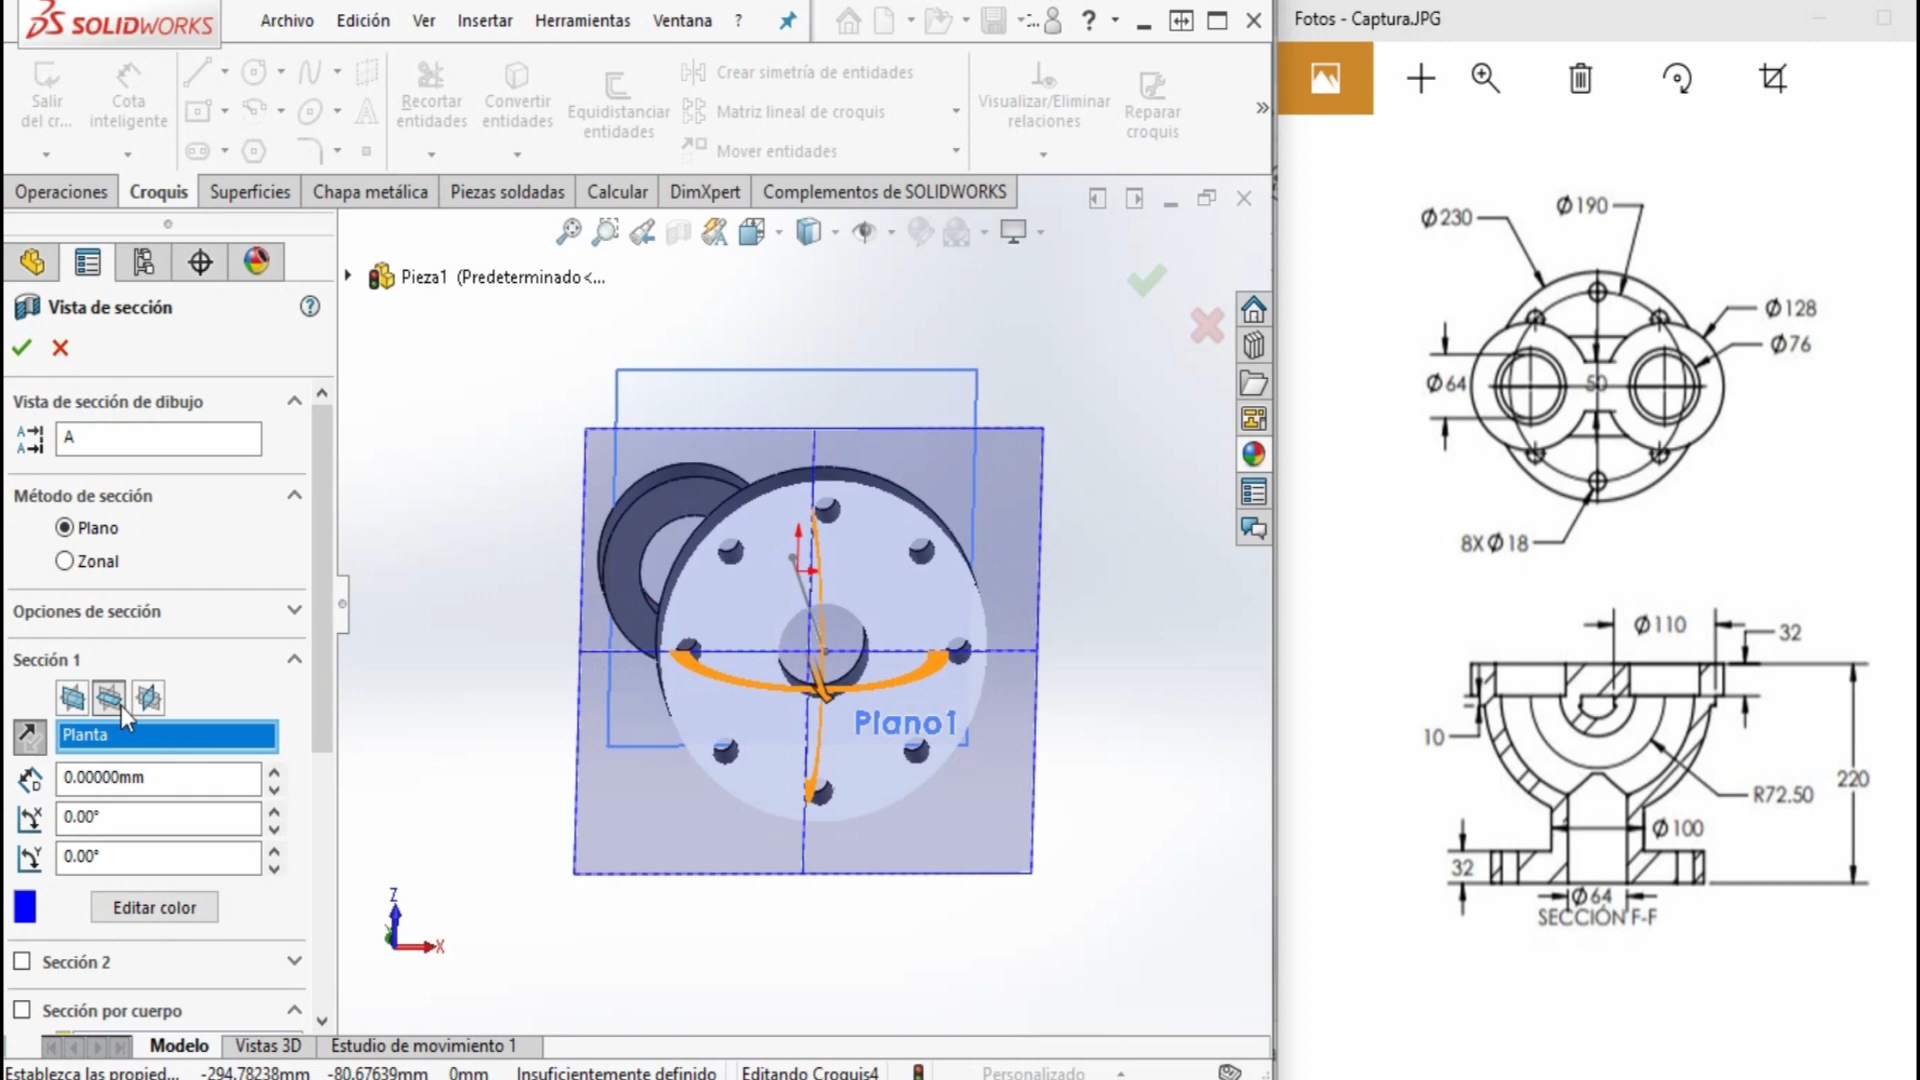 SOLIDWORKS
Archivo Edición Ver Insertar Herramientas Ventana ?
Fotos - Captura.JPG
Salir del cr...
Cota inteligente
Recortar entidades
Convertir entidades
Equidistanciar entidades
Crear simetría de entidades
Matriz lineal de croquis
Mover entidades
Visualizar/Eliminar relaciones
Reparar croquis
Operaciones Croquis Superficies Chapa metálica Piezas soldadas Calcular DimXpert Complementos de SOLIDWORKS
Pieza1 (Predeterminado<...
Vista de sección
Vista de sección de dibujo
A
Método de sección
Plano
Zonal
Opciones de sección
Sección 1
Planta
0.00000mm
0.00°
0.00°
Editar color
Sección 2
Sección por cuerpo
Plano1
Z
X
Modelo Vistas 3D Estudio de movimiento 1
Establezca las propied... -294.78238mm -80.67639mm 0mm Insuficientemente definido Editando Croquis4 Personalizado
Ø230
Ø190
Ø128
Ø76
Ø64
50
8X Ø18
Ø110
32
10
R72.50
220
Ø100
32
Ø64
SECCIÓN F-F